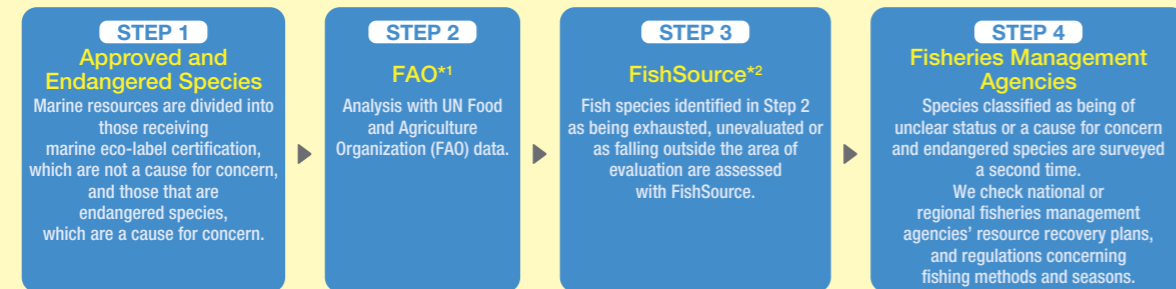 STEP 1
Approved and
Endangered Species
Marine resources are divided into
those receiving
marine eco-label certification,
which are not a cause for concern,
and those that are
endangered species,
which are a cause for concern.
STEP 2
FAO*1
Analysis with UN Food
and Agriculture
Organization (FAO) data.
STEP 3
FishSource*2
Fish species identified in Step 2
as being exhausted, unevaluated or
as falling outside the area of
evaluation are assessed
with FishSource.
STEP 4
Fisheries Management
Agencies
Species classified as being of
unclear status or a cause for concern
and endangered species are surveyed
a second time.
We check national or
regional fisheries management
agencies’ resource recovery plans,
and regulations concerning
fishing methods and seasons.